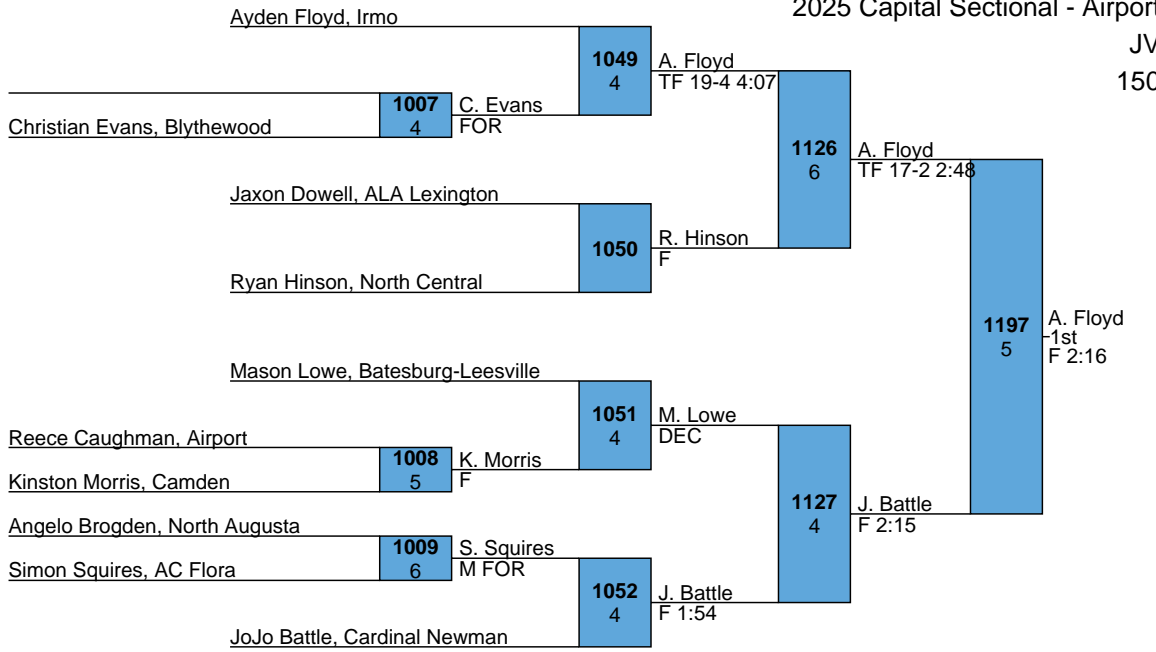 2025 Capital Sectional - Airport
JV
150
Ayden Floyd, Irmo
1049
4
A. Floyd
TF 19-4 4:07
1007
4
C. Evans
FOR
Christian Evans, Blythewood
1126
6
A. Floyd
TF 17-2 2:48
Jaxon Dowell, ALA Lexington
1050
R. Hinson
F
Ryan Hinson, North Central
1197
5
A. Floyd
1st
F 2:16
Mason Lowe, Batesburg-Leesville
1051
4
M. Lowe
DEC
Reece Caughman, Airport
1008
5
K. Morris
F
Kinston Morris, Camden
1127
4
J. Battle
F 2:15
Angelo Brogden, North Augusta
1009
6
S. Squires
M FOR
Simon Squires, AC Flora
1052
4
J. Battle
F 1:54
JoJo Battle, Cardinal Newman